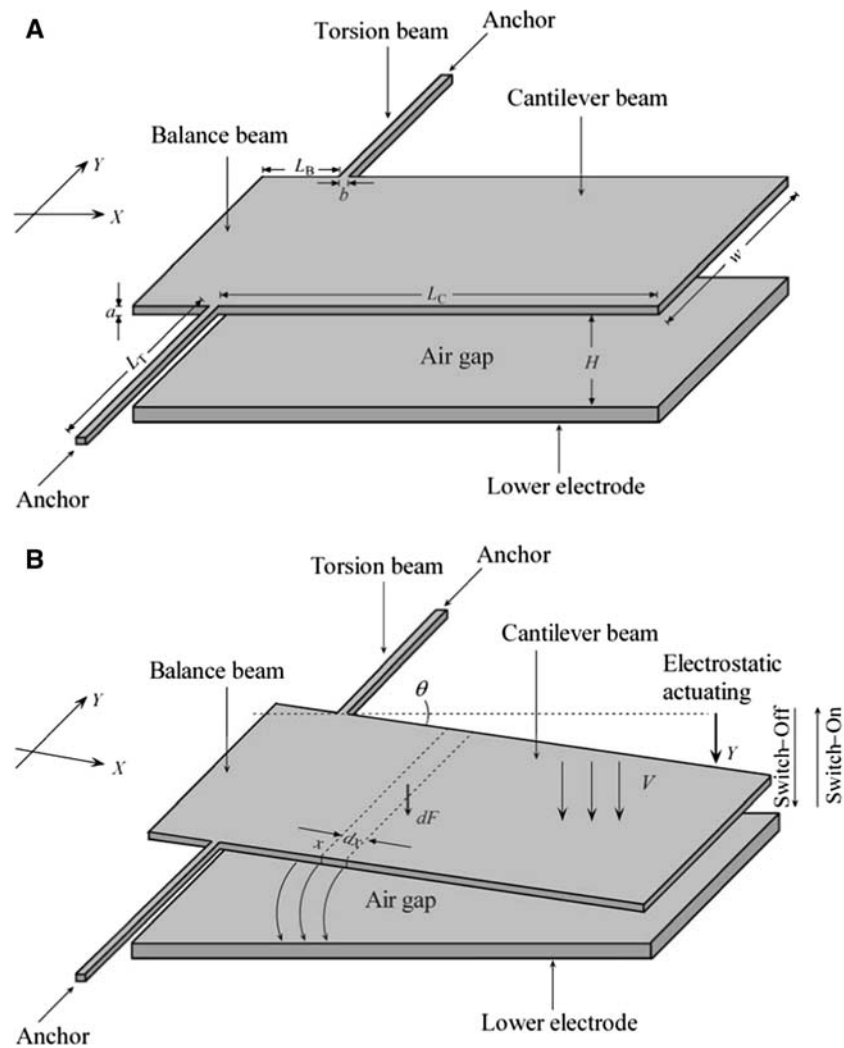 A
Anchor
Torsion beam
Cantilever beam
Balance beam
L_B
b
Y
X
w
a
L_C
L_T
Air gap
H
Anchor
Lower electrode
B
Anchor
Torsion beam
Cantilever beam
Balance beam
Electrostatic
actuating
θ
Y
X
Y
Switch-Off
Switch-On
V
dF
x
dx
Air gap
Lower electrode
Anchor